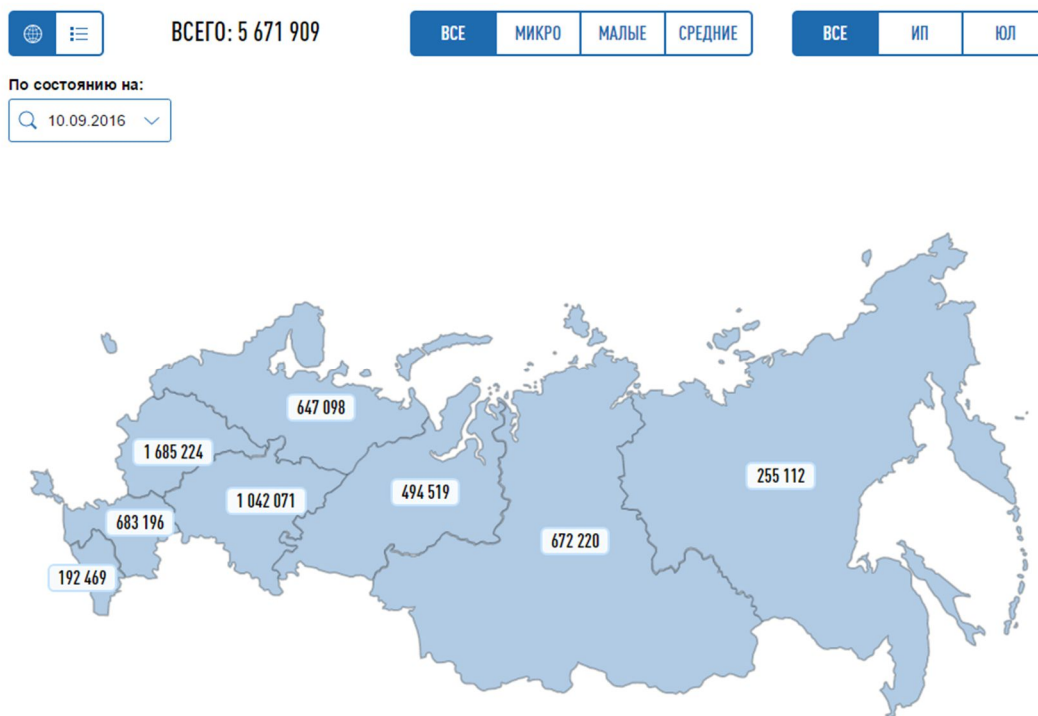 ВСЕГО: 5 671 909
ВСЕ МИКРО МАЛЫЕ СРЕДНИЕ
ВСЕ ИП ЮЛ
По состоянию на:
10.09.2016
647 098
1 685 224
255 112
494 519
1 042 071
683 196
672 220
192 469